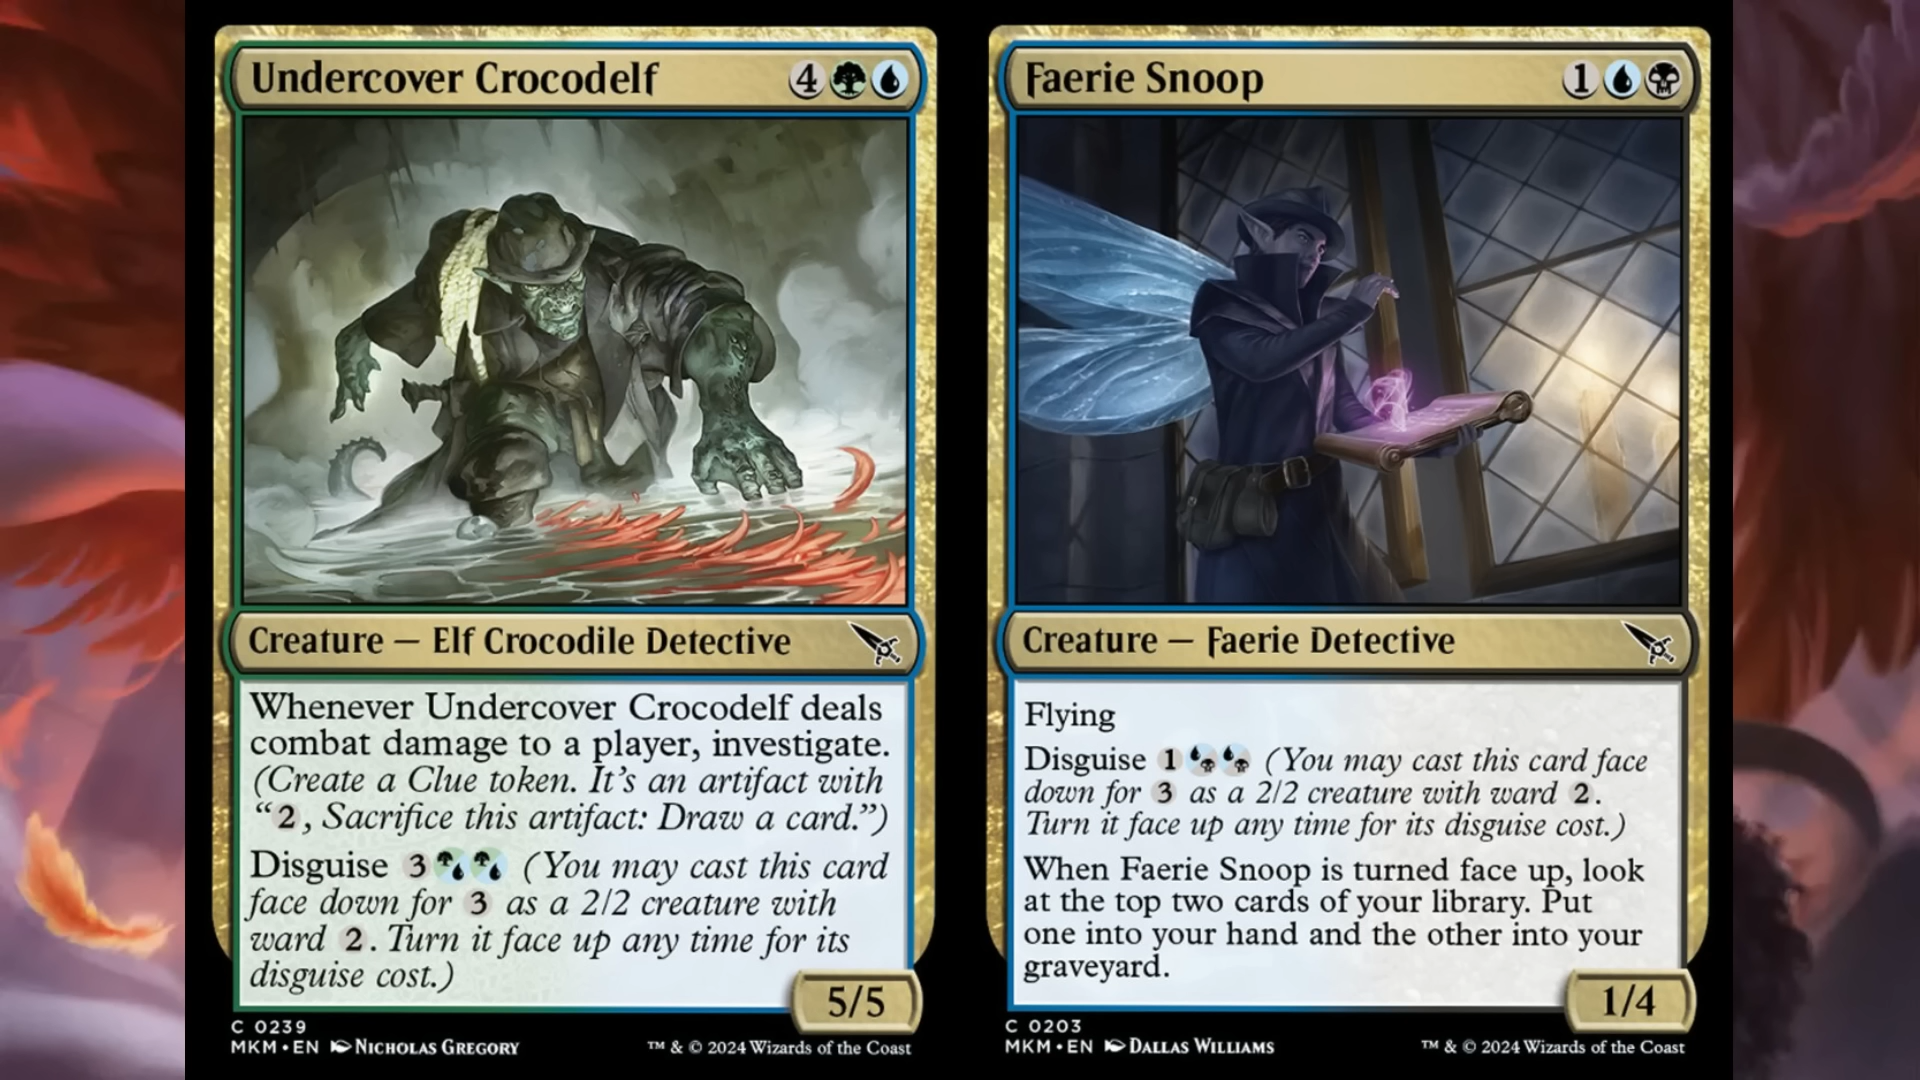 Undercover Crocodelf 4
Creature — Elf Crocodile Detective
Whenever Undercover Crocodelf deals
combat damage to a player, investigate.
(Create a Clue token. It's an artifact with
“2, Sacrifice this artifact: Draw a card.”)
Disguise 3 (You may cast this card
face down for 3 as a 2/2 creature with
ward 2. Turn it face up any time for its
disguise cost.)
5/5
C 0239
MKM • EN Nicholas Gregory
™ & © 2024 Wizards of the Coast
Faerie Snoop 1
Creature — Faerie Detective
Flying
Disguise 1 (You may cast this card face
down for 3 as a 2/2 creature with ward 2.
Turn it face up any time for its disguise cost.)
When Faerie Snoop is turned face up, look
at the top two cards of your library. Put
one into your hand and the other into your
graveyard.
1/4
C 0203
MKM • EN Dallas Williams
™ & © 2024 Wizards of the Coast